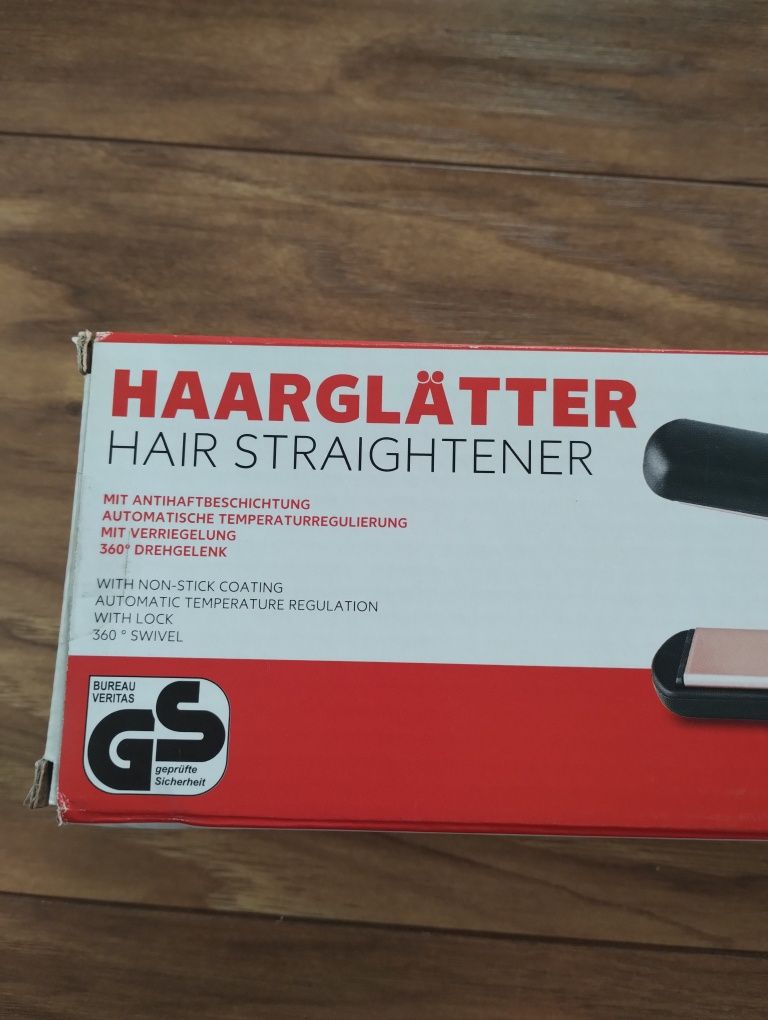 HAARGLÄTTER
HAIR STRAIGHTENER
MIT ANTIHAFTBESCHICHTUNG
AUTOMATISCHE TEMPERATURREGULIERUNG
MIT VERRIEGELUNG
360° DREHGELENK
WITH NON-STICK COATING
AUTOMATIC TEMPERATURE REGULATION
WITH LOCK
360 ° SWIVEL
BUREAU
VERITAS
GS
geprüfte
Sicherheit